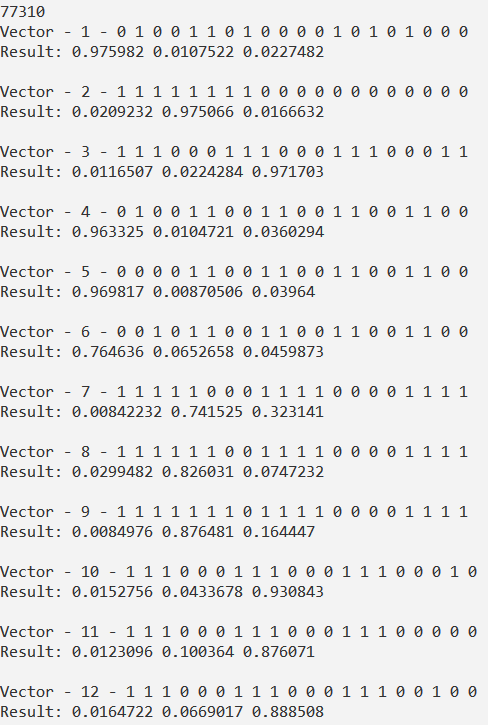 77310
Vector - 1 - 0 1 0 0 1 1 0 1 0 0 0 0 1 0 1 0 1 0 0 0
Result: 0.975982 0.0107522 0.0227482
Vector - 2 - 1 1 1 1 1 1 1 1 0 0 0 0 0 0 0 0 0 0 0 0
Result: 0.0209232 0.975066 0.0166632
Vector - 3 - 1 1 1 0 0 0 1 1 1 0 0 0 1 1 1 0 0 0 1 1
Result: 0.0116507 0.0224284 0.971703
Vector - 4 - 0 1 0 0 1 1 0 0 1 1 0 0 1 1 0 0 1 1 0 0
Result: 0.963325 0.0104721 0.0360294
Vector - 5 - 0 0 0 0 1 1 0 0 1 1 0 0 1 1 0 0 1 1 0 0
Result: 0.969817 0.00870506 0.03964
Vector - 6 - 0 0 1 0 1 1 0 0 1 1 0 0 1 1 0 0 1 1 0 0
Result: 0.764636 0.0652658 0.0459873
Vector - 7 - 1 1 1 1 1 0 0 0 1 1 1 1 0 0 0 0 1 1 1 1
Result: 0.00842232 0.741525 0.323141
Vector - 8 - 1 1 1 1 1 1 0 0 1 1 1 1 0 0 0 0 1 1 1 1
Result: 0.0299482 0.826031 0.0747232
Vector - 9 - 1 1 1 1 1 1 1 0 1 1 1 1 0 0 0 0 1 1 1 1
Result: 0.0084976 0.876481 0.164447
Vector - 10 - 1 1 1 0 0 0 1 1 1 0 0 0 1 1 1 0 0 0 1 0
Result: 0.0152756 0.0433678 0.930843
Vector - 11 - 1 1 1 0 0 0 1 1 1 0 0 0 1 1 1 0 0 0 0 0
Result: 0.0123096 0.100364 0.876071
Vector - 12 - 1 1 1 0 0 0 1 1 1 0 0 0 1 1 1 0 0 1 0 0
Result: 0.0164722 0.0669017 0.888508